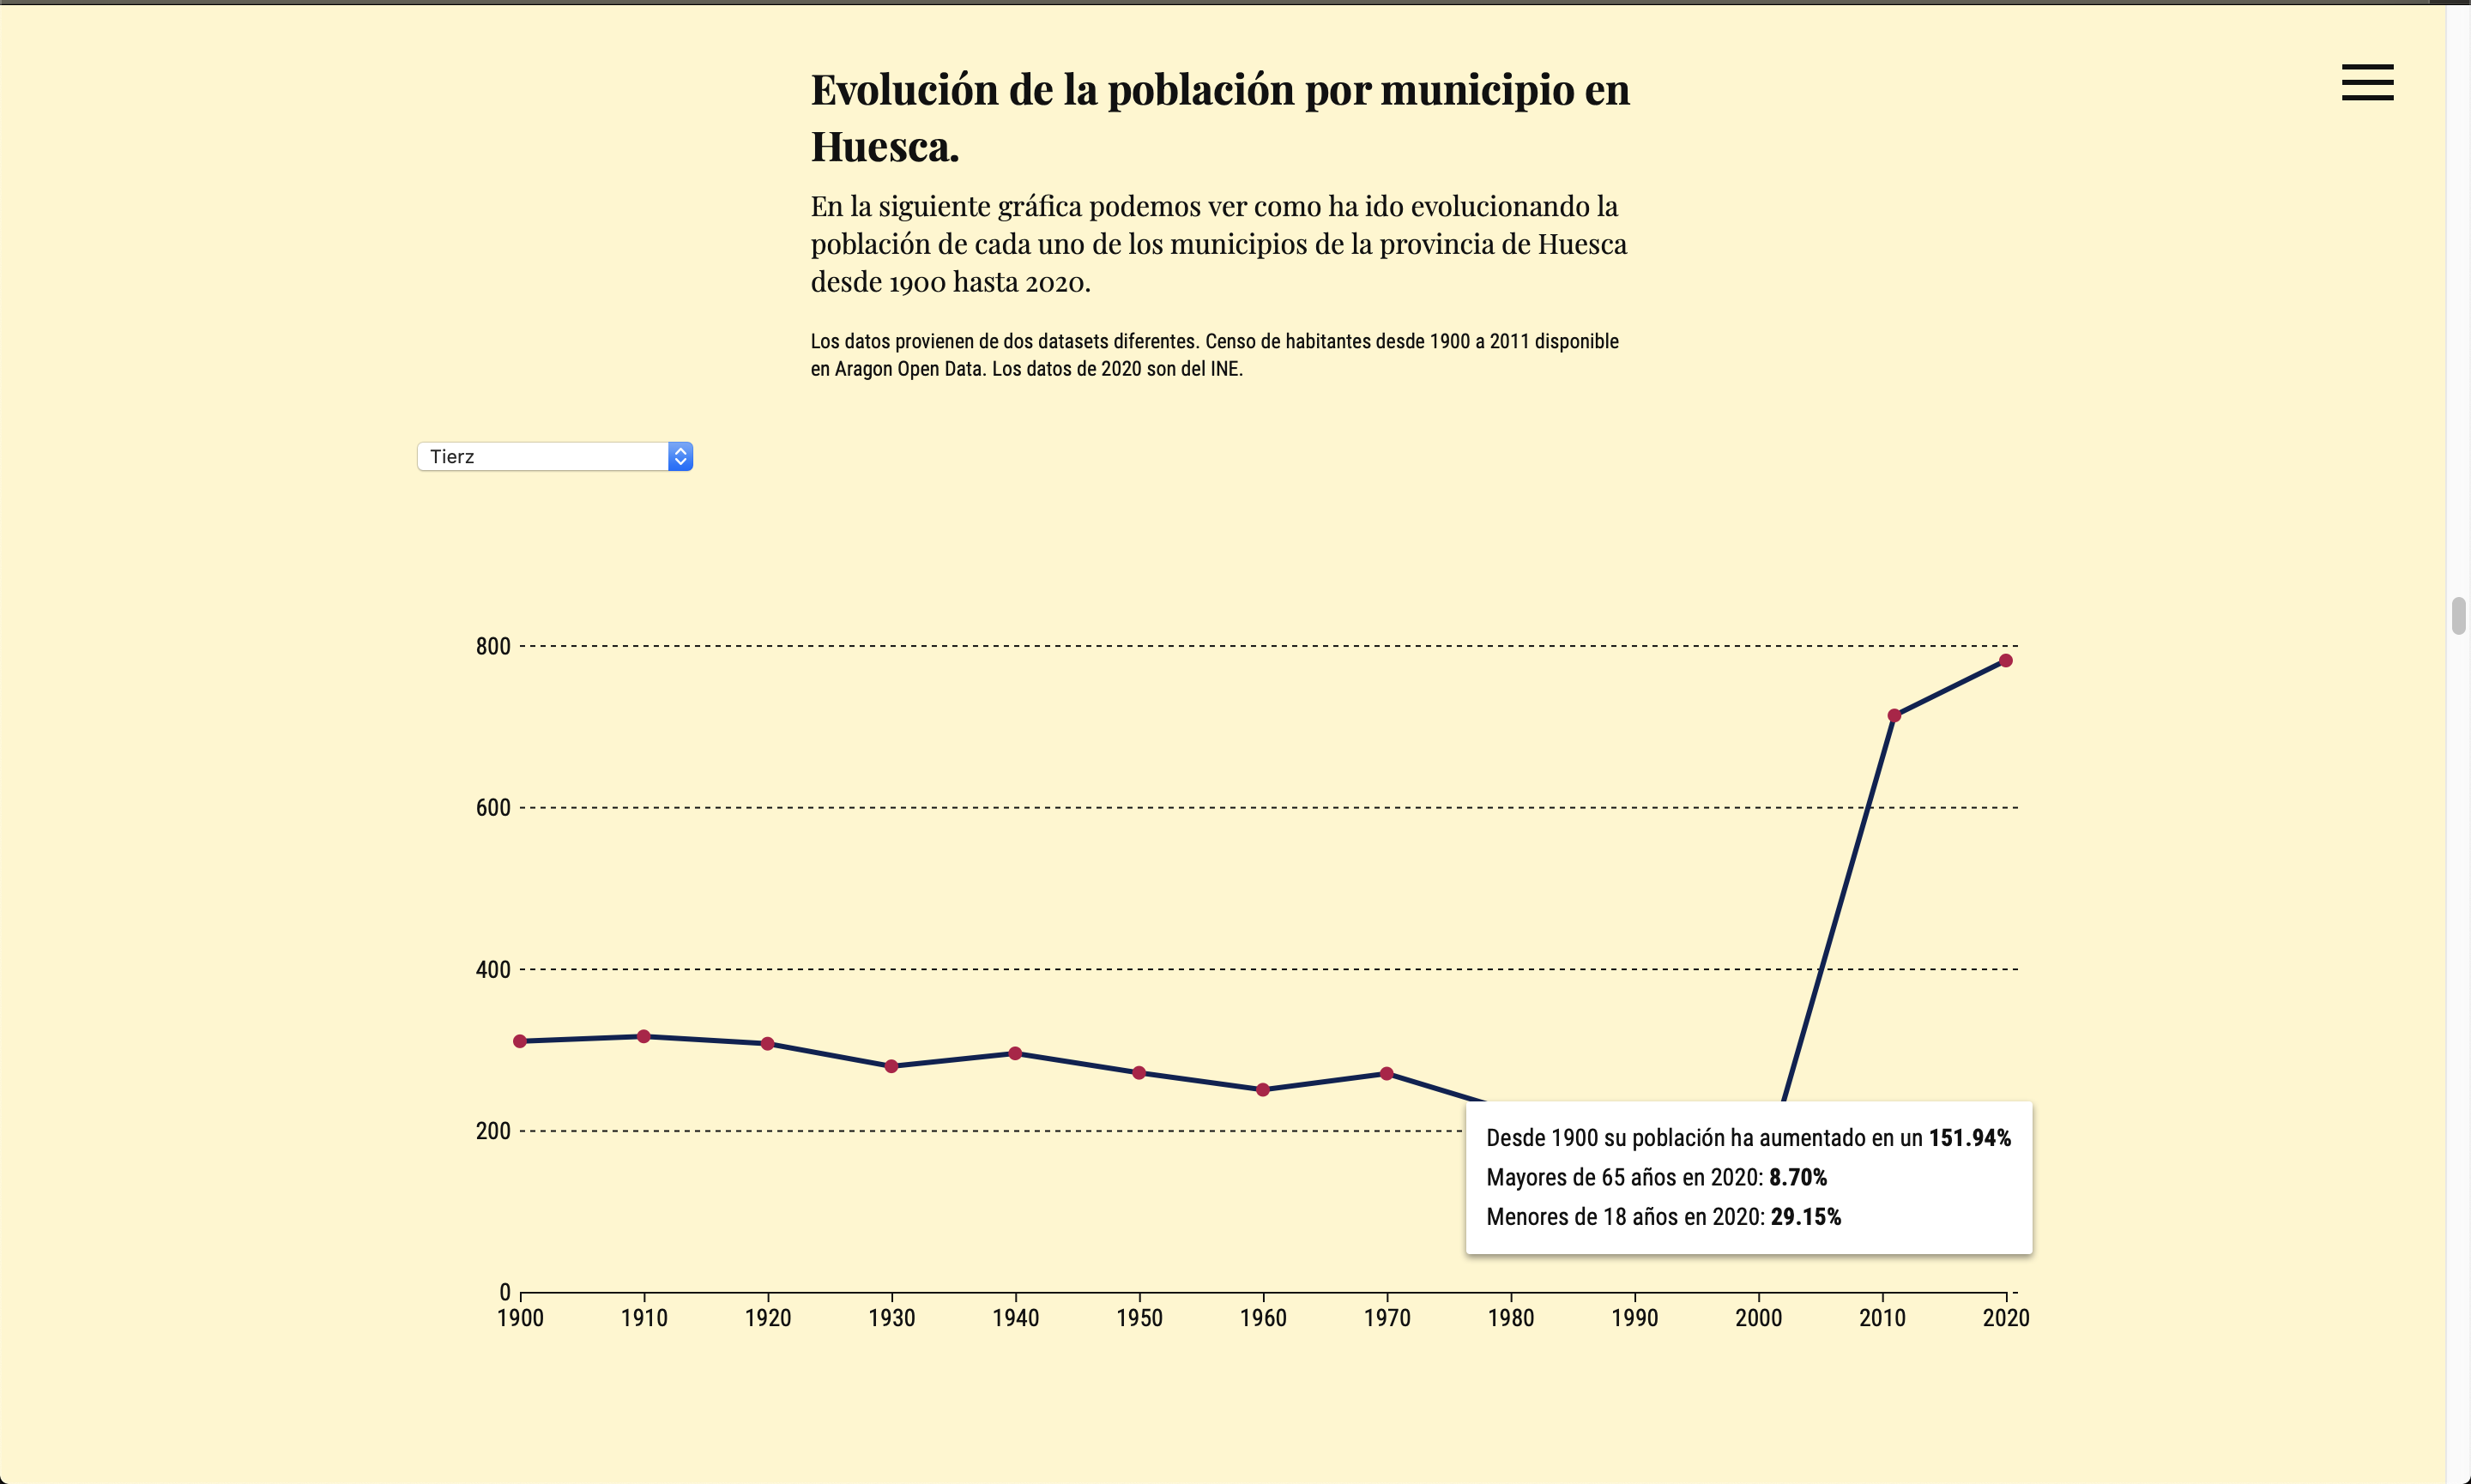 Evolución de la población por municipio en
Huesca.
En la siguiente gráfica podemos ver como ha ido evolucionando la
población de cada uno de los municipios de la provincia de Huesca
desde 1900 hasta 2020.
Los datos provienen de dos datasets diferentes. Censo de habitantes desde 1900 a 2011 disponible
en Aragon Open Data. Los datos de 2020 son del INE.
Tierz
800
600
400
200
Desde 1900 su población ha aumentado en un 151.94%
Mayores de 65 años en 2020: 8.70%
Menores de 18 años en 2020: 29.15%
0
1900 1910 1920 1930 1940 1950 1960 1970 1980 1990 2000 2010 2020